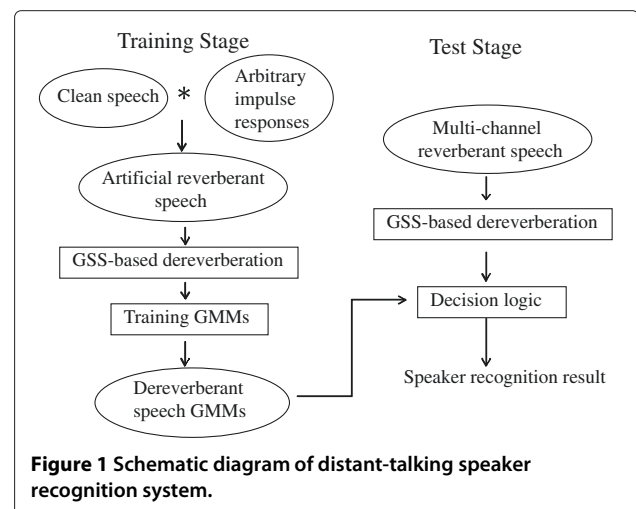 Training Stage
Clean speech
*
Arbitrary
impulse
responses
Artificial reverberant
speech
GSS-based dereverberation
Training GMMs
Dereverberant
speech GMMs
Test Stage
Multi-channel
reverberant speech
GSS-based dereverberation
Decision logic
Speaker recognition result
Figure 1 Schematic diagram of distant-talking speaker
recognition system.